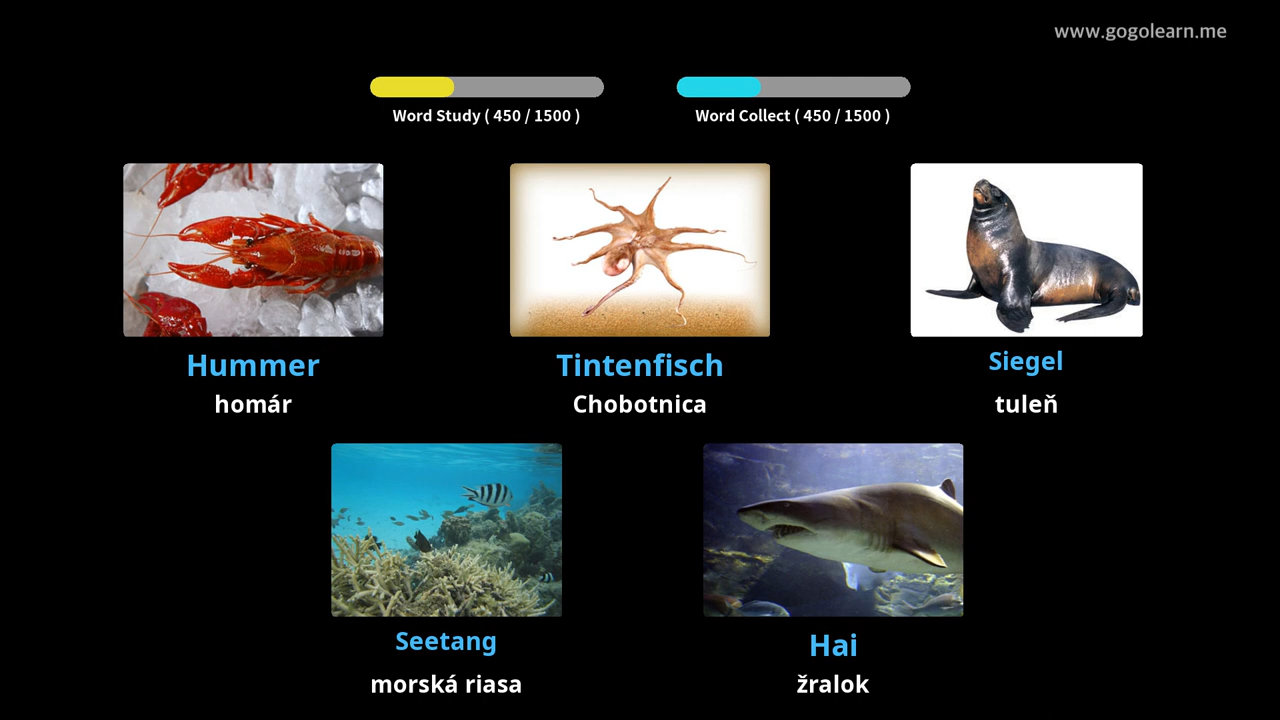 www.gogolearn.me
Word Study ( 450 / 1500 )
Word Collect ( 450 / 1500 )
Hummer
homár
Tintenfisch
Chobotnica
Siegel
tuleň
Seetang
morská riasa
Hai
žralok